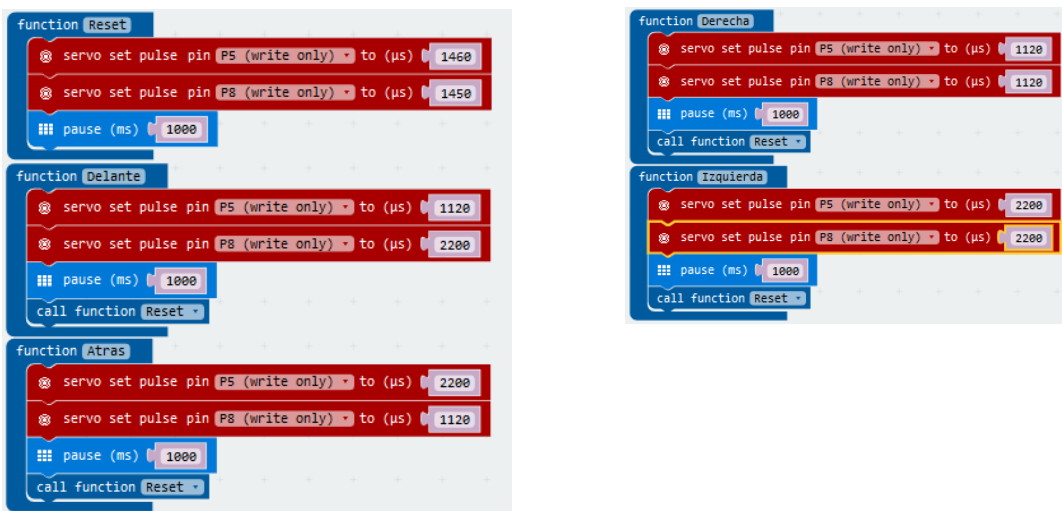 function Reset
servo set pulse pin P5 (write only) to (µs) 1460
servo set pulse pin P8 (write only) to (µs) 1450
pause (ms) 1000
function Delante
servo set pulse pin P5 (write only) to (µs) 1120
servo set pulse pin P8 (write only) to (µs) 2200
pause (ms) 1000
call function Reset
function Atras
servo set pulse pin P5 (write only) to (µs) 2200
servo set pulse pin P8 (write only) to (µs) 1120
pause (ms) 1000
call function Reset
function Derecha
servo set pulse pin P5 (write only) to (µs) 1120
servo set pulse pin P8 (write only) to (µs) 1120
pause (ms) 1000
call function Reset
function Izquierda
servo set pulse pin P5 (write only) to (µs) 2200
servo set pulse pin P8 (write only) to (µs) 2200
pause (ms) 1000
call function Reset